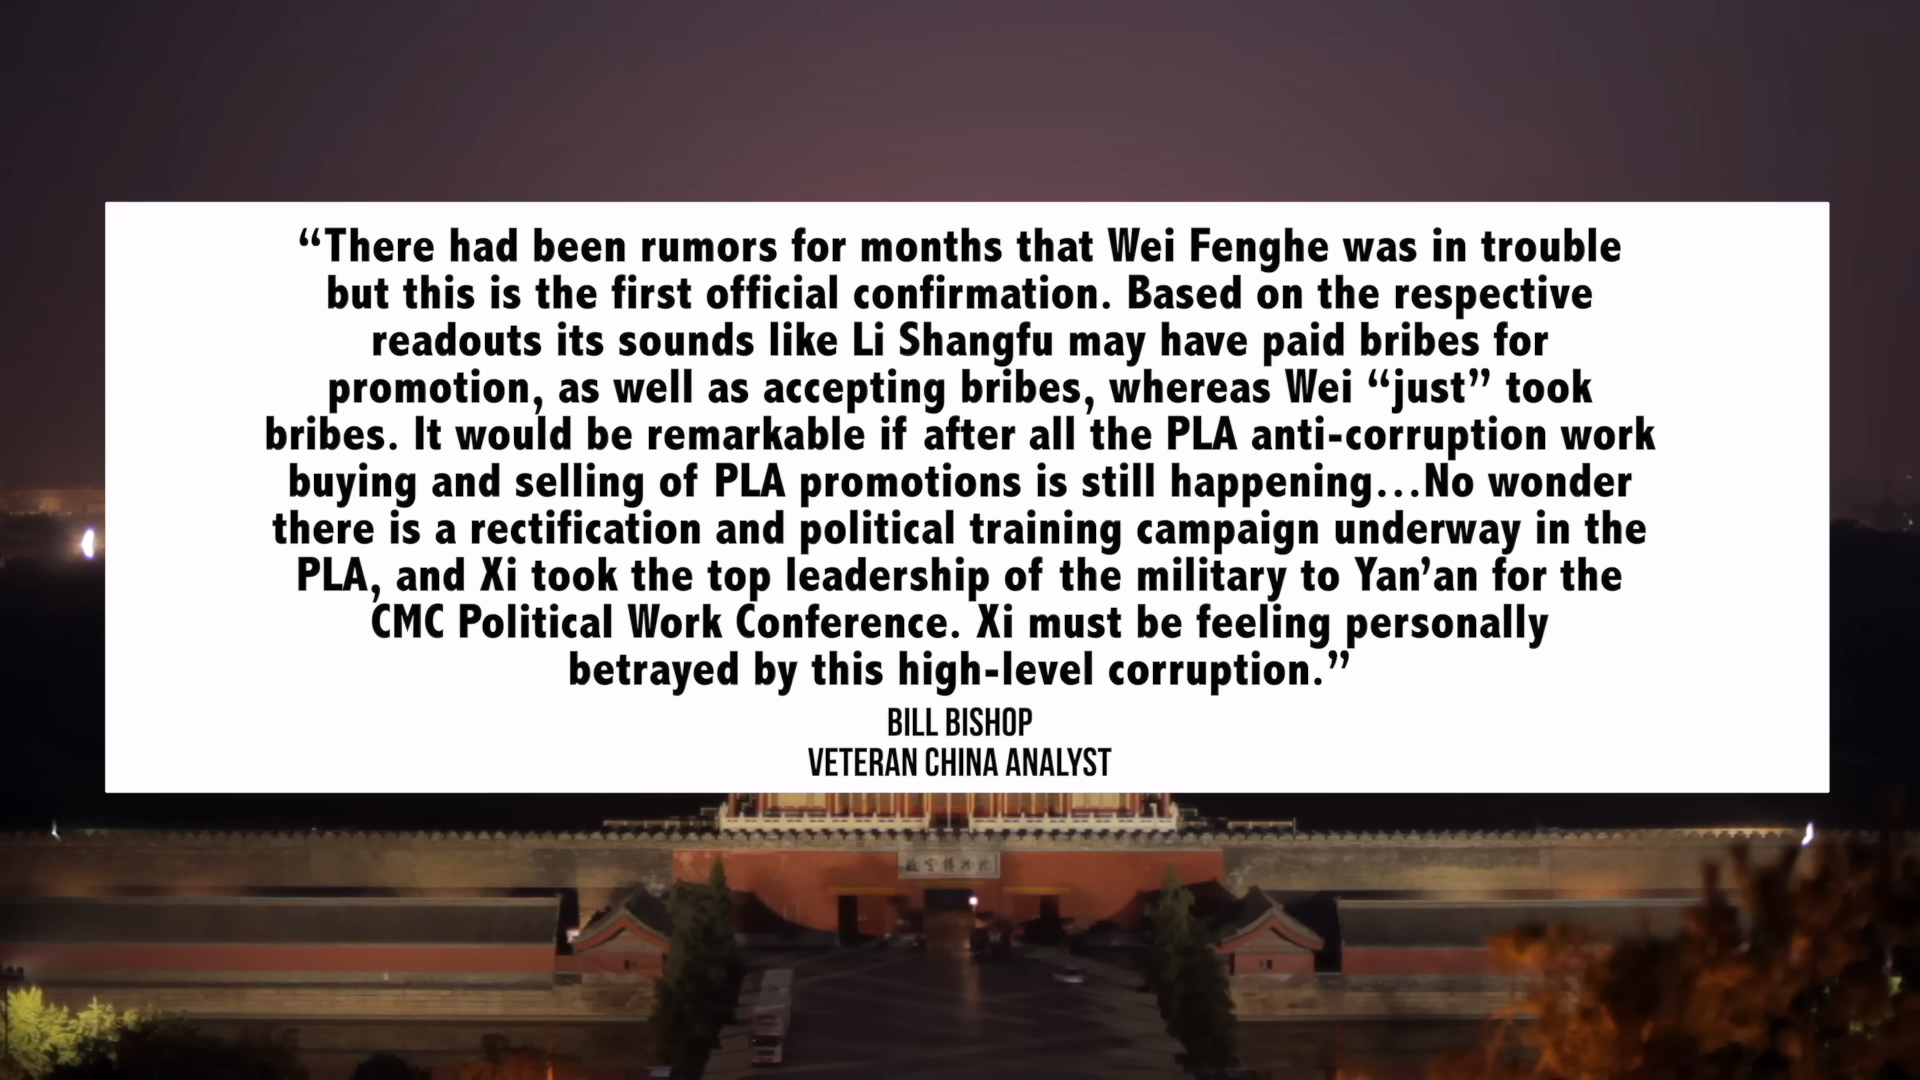 “There had been rumors for months that Wei Fenghe was in trouble
but this is the first official confirmation. Based on the respective
readouts its sounds like Li Shangfu may have paid bribes for
promotion, as well as accepting bribes, whereas Wei “just” took
bribes. It would be remarkable if after all the PLA anti-corruption work
buying and selling of PLA promotions is still happening...No wonder
there is a rectification and political training campaign underway in the
PLA, and Xi took the top leadership of the military to Yan’an for the
CMC Political Work Conference. Xi must be feeling personally
betrayed by this high-level corruption.”
BILL BISHOP
VETERAN CHINA ANALYST
故宫博物院